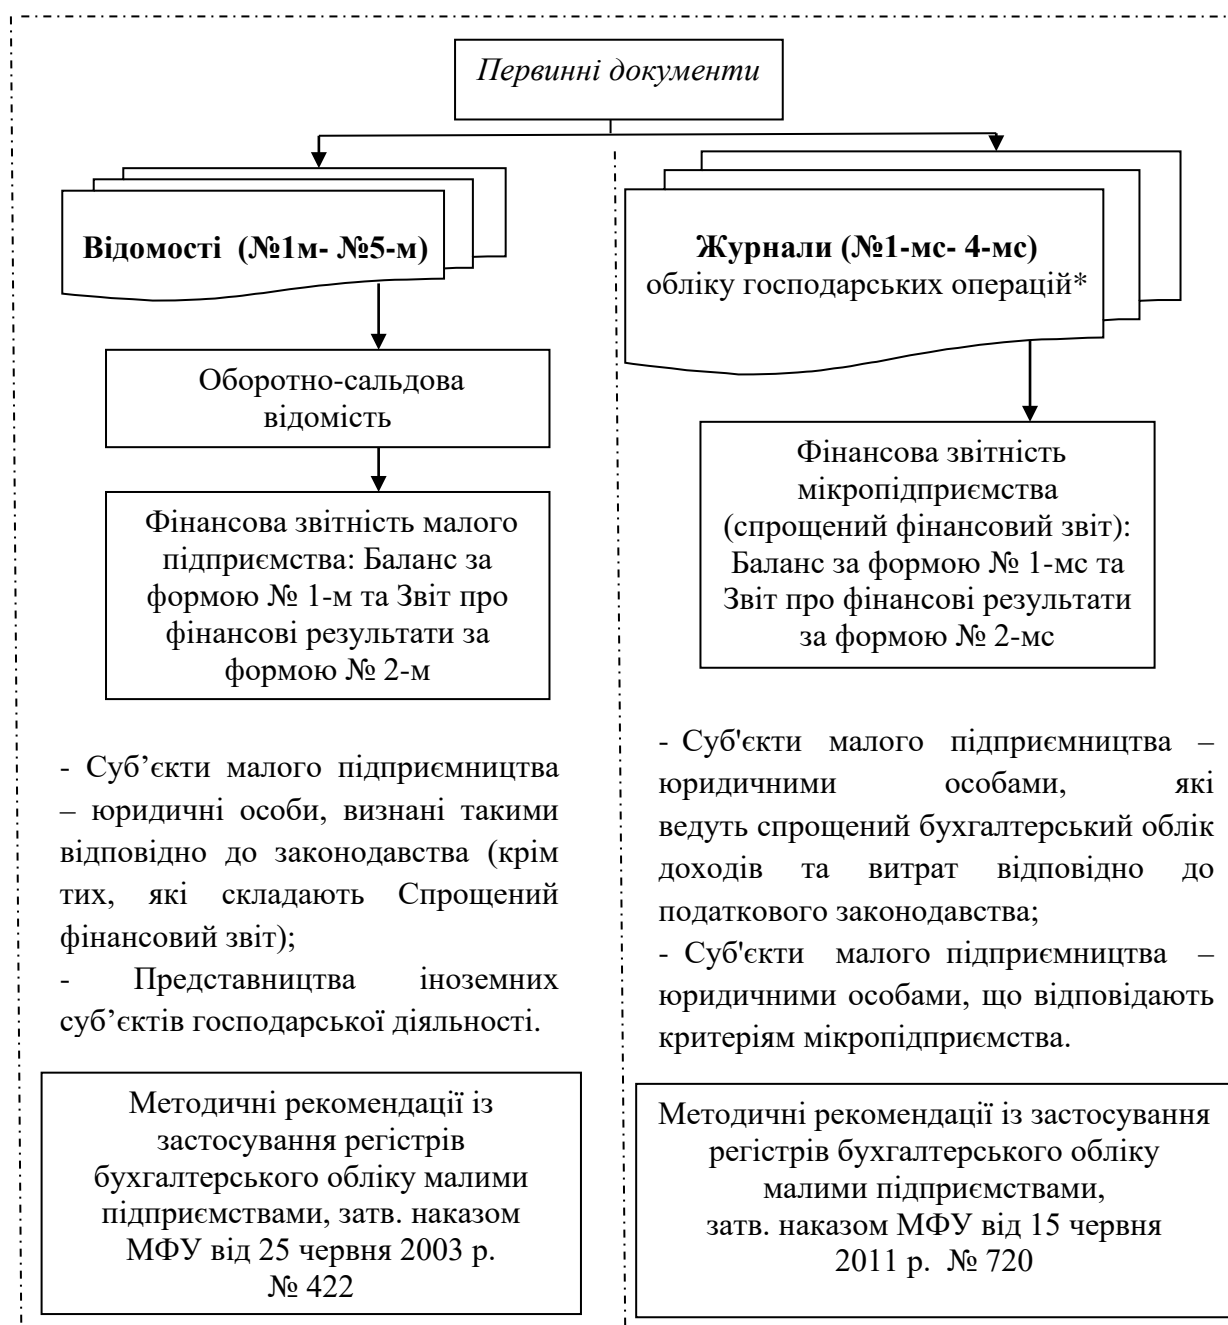 Первинні документи
Відомості (№1м- №5-м)
Оборотно-сальдова
відомість
Фінансова звітність малого
підприємства: Баланс за
формою № 1-м та Звіт про
фінансові результати за
формою № 2-м
- Суб’єкти малого підприємництва
– юридичні особи, визнані такими
відповідно до законодавства (крім
тих, які складають Спрощений
фінансовий звіт);
- Представництва іноземних
суб’єктів господарської діяльності.
Методичні рекомендації із
застосування регістрів
бухгалтерського обліку малими
підприємствами, затв. наказом
МФУ від 25 червня 2003 р.
№ 422
Журнали (№1-мс- 4-мс)
обліку господарських операцій*
Фінансова звітність
мікропідприємства
(спрощений фінансовий звіт):
Баланс за формою № 1-мс та
Звіт про фінансові результати
за формою № 2-мс
- Суб'єкти малого підприємництва –
юридичними особами, які
ведуть спрощений бухгалтерський облік
доходів та витрат відповідно до
податкового законодавства;
- Суб'єкти малого підприємництва –
юридичними особами, що відповідають
критеріям мікропідприємства.
Методичні рекомендації із застосування
регістрів бухгалтерського обліку
малими підприємствами,
затв. наказом МФУ від 15 червня
2011 р. № 720